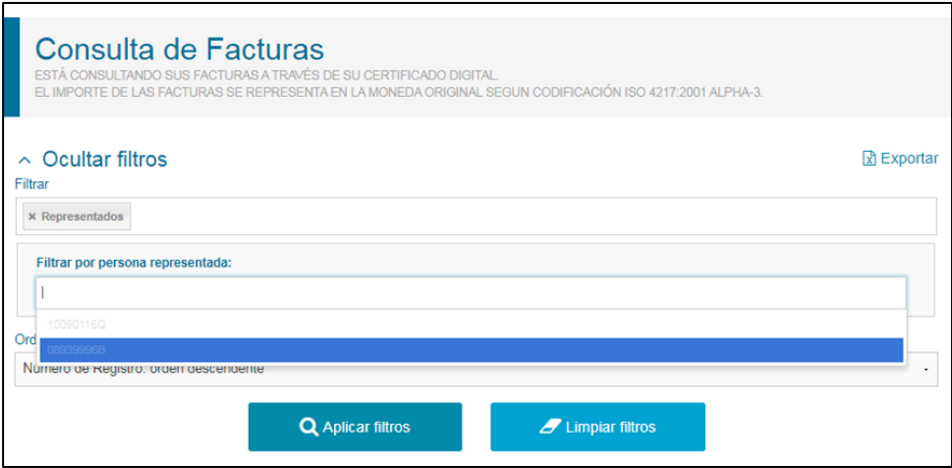 Consulta de Facturas
ESTÁ CONSULTANDO SUS FACTURAS A TRAVÉS DE SU CERTIFICADO DIGITAL.
EL IMPORTE DE LAS FACTURAS SE REPRESENTA EN LA MONEDA ORIGINAL SEGUN CODIFICACIÓN ISO 4217:2001 ALPHA-3.
Ocultar filtros
Exportar
Filtrar
× Representados
Filtrar por persona representada:
10090116Q
08939996B
Ord
Número de Registro: orden descendente
Aplicar filtros
Limpiar filtros